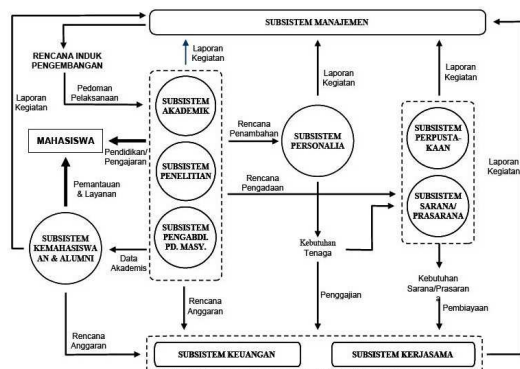 SUBSISTEM MANAJEMEN
RENCANA INDUK
PENGEMBANGAN
Laporan
Kegiatan
Laporan
Kegiatan
Laporan
Kegiatan
Laporan
Kegiatan
Pedoman
Pelaksanaan
SUBSISTEM
AKADEMIK
Rencana
Penambahan
SUBSISTEM
PERSONALIA
SUBSISTEM
PERPUSTA-
KAAN
MAHASISWA
Pendidikan/
Pengajaran
SUBSISTEM
PENELITIAN
Rencana
Pengadaan
Laporan
Kegiatan
Pemantauan
& Layanan
SUBSISTEM
SARANA/
PRASARANA
SUBSISTEM
KEMAHASISWA
AN & ALUMNI
Data
Akademis
SUBSISTEM
PENGABDI.
PD. MASY.
Kebutuhan
Tenaga
Kebutuhan
Sarana/Prasaran
a
Penggajian
Pembiayaan
Rencana
Anggaran
Rencana
Anggaran
SUBSISTEM KEUANGAN
SUBSISTEM KERJASAMA